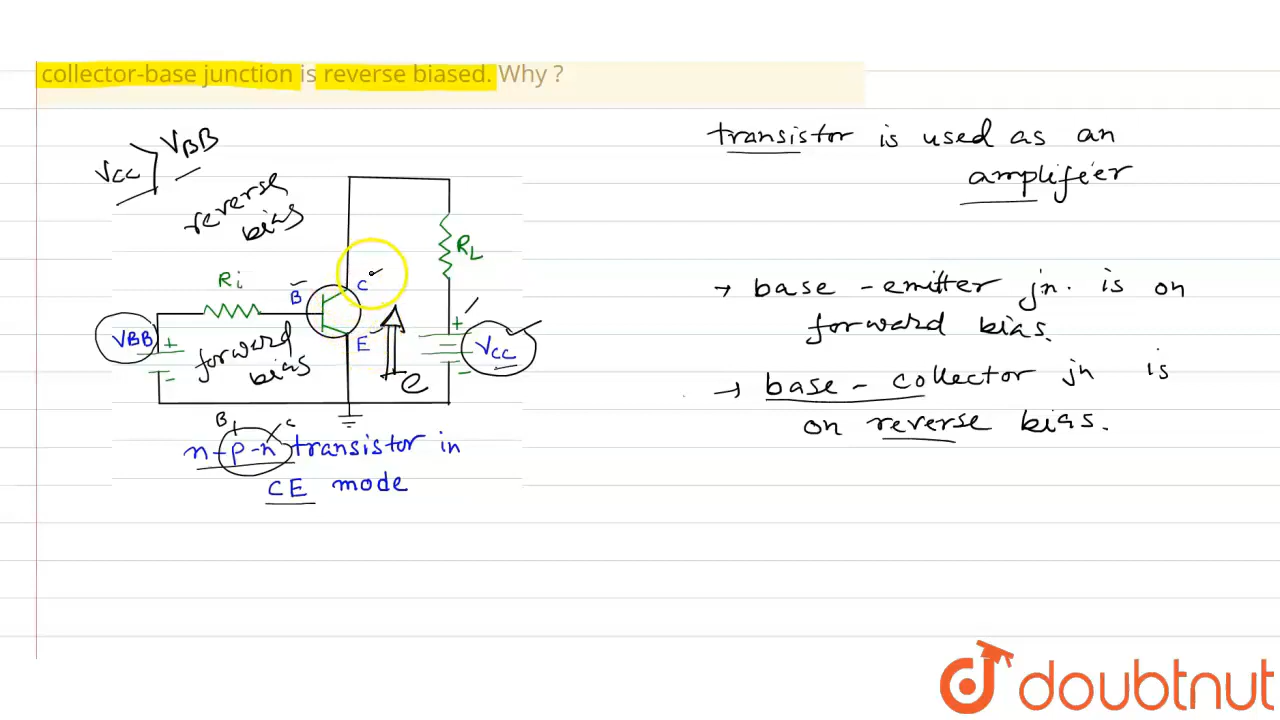 collector-base junction is reverse biased. Why ?
VCC > VBB
reverse
bias
transistor is used as an
amplifier
Ri
RL
B
C
E
VBB
+
-
forward
bias
e
+
VCC
-
B
C
n-p-n transistor in
CE mode
→ base - emitter jn. is on
forward bias.
→ base - collector jn is
on reverse bias.
doubtnut